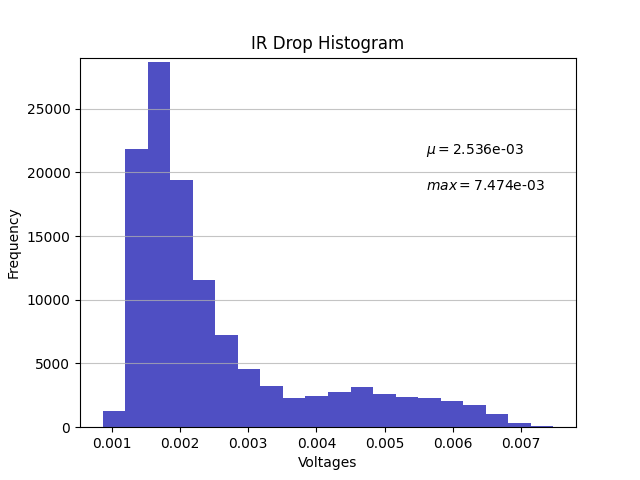 IR Drop Histogram
25000
20000
15000
10000
5000
0
Frequency
μ = 2.536e-03
max = 7.474e-03
0.001 0.002 0.003 0.004 0.005 0.006 0.007
Voltages